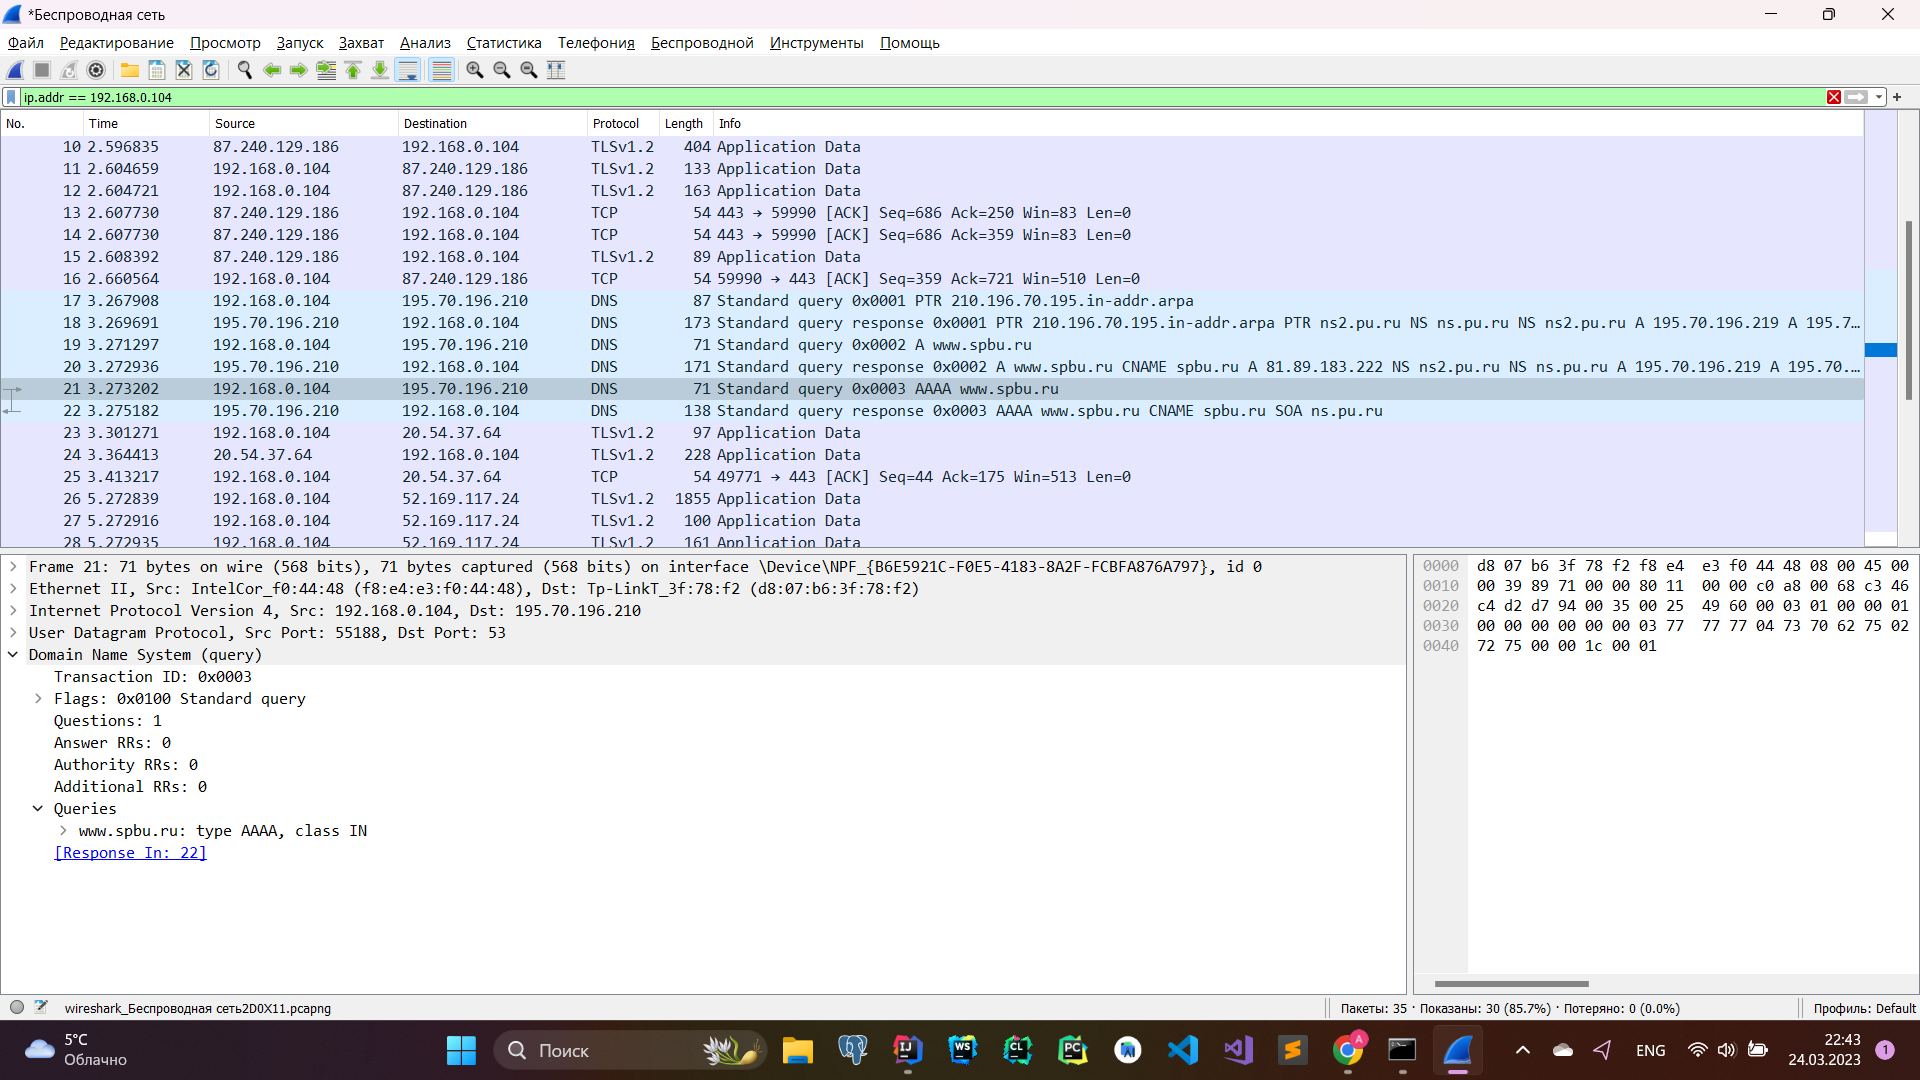 *Беспроводная сеть
Файл Редактирование Просмотр Запуск Захват Анализ Статистика Телефония Беспроводной Инструменты Помощь
ip.addr == 192.168.0.104
No. Time Source Destination Protocol Length Info
10 2.596835 87.240.129.186 192.168.0.104 TLSv1.2 404 Application Data
11 2.604659 192.168.0.104 87.240.129.186 TLSv1.2 133 Application Data
12 2.604721 192.168.0.104 87.240.129.186 TLSv1.2 163 Application Data
13 2.607730 87.240.129.186 192.168.0.104 TCP 54 443 → 59990 [ACK] Seq=686 Ack=250 Win=83 Len=0
14 2.607730 87.240.129.186 192.168.0.104 TCP 54 443 → 59990 [ACK] Seq=686 Ack=359 Win=83 Len=0
15 2.608392 87.240.129.186 192.168.0.104 TLSv1.2 89 Application Data
16 2.660564 192.168.0.104 87.240.129.186 TCP 54 59990 → 443 [ACK] Seq=359 Ack=721 Win=510 Len=0
17 3.267908 192.168.0.104 195.70.196.210 DNS 87 Standard query 0x0001 PTR 210.196.70.195.in-addr.arpa
18 3.269691 195.70.196.210 192.168.0.104 DNS 173 Standard query response 0x0001 PTR 210.196.70.195.in-addr.arpa PTR ns2.pu.ru NS ns.pu.ru NS ns2.pu.ru A 195.70.196.219 A 195.7…
19 3.271297 192.168.0.104 195.70.196.210 DNS 71 Standard query 0x0002 A www.spbu.ru
20 3.272936 195.70.196.210 192.168.0.104 DNS 171 Standard query response 0x0002 A www.spbu.ru CNAME spbu.ru A 81.89.183.222 NS ns2.pu.ru NS ns.pu.ru A 195.70.196.219 A 195.70.…
21 3.273202 192.168.0.104 195.70.196.210 DNS 71 Standard query 0x0003 AAAA www.spbu.ru
22 3.275182 195.70.196.210 192.168.0.104 DNS 138 Standard query response 0x0003 AAAA www.spbu.ru CNAME spbu.ru SOA ns.pu.ru
23 3.301271 192.168.0.104 20.54.37.64 TLSv1.2 97 Application Data
24 3.364413 20.54.37.64 192.168.0.104 TLSv1.2 228 Application Data
25 3.413217 192.168.0.104 20.54.37.64 TCP 54 49771 → 443 [ACK] Seq=44 Ack=175 Win=513 Len=0
26 5.272839 192.168.0.104 52.169.117.24 TLSv1.2 1855 Application Data
27 5.272916 192.168.0.104 52.169.117.24 TLSv1.2 100 Application Data
28 5.272935 192.168.0.104 52.169.117.24 TLSv1.2 161 Application Data
Frame 21: 71 bytes on wire (568 bits), 71 bytes captured (568 bits) on interface \Device\NPF_{B6E5921C-F0E5-4183-8A2F-FCBFA876A797}, id 0
Ethernet II, Src: IntelCor_f0:44:48 (f8:e4:e3:f0:44:48), Dst: Tp-LinkT_3f:78:f2 (d8:07:b6:3f:78:f2)
Internet Protocol Version 4, Src: 192.168.0.104, Dst: 195.70.196.210
User Datagram Protocol, Src Port: 55188, Dst Port: 53
Domain Name System (query)
Transaction ID: 0x0003
Flags: 0x0100 Standard query
Questions: 1
Answer RRs: 0
Authority RRs: 0
Additional RRs: 0
Queries
www.spbu.ru: type AAAA, class IN
[Response In: 22]
0000 d8 07 b6 3f 78 f2 f8 e4 e3 f0 44 48 08 00 45 00
0010 00 39 89 71 00 00 80 11 00 00 c0 a8 00 68 c3 46
0020 c4 d2 d7 94 00 35 00 25 49 60 00 03 01 00 00 01
0030 00 00 00 00 00 00 03 77 77 77 04 73 70 62 75 02
0040 72 75 00 00 1c 00 01
wireshark_Беспроводная сеть2D0X11.pcapng
Пакеты: 35 · Показаны: 30 (85.7%) · Потеряно: 0 (0.0%)
Профиль: Default
5°C
Облачно
Поиск
IJ
WS
CL
PC
A
ENG
22:43
24.03.2023
1